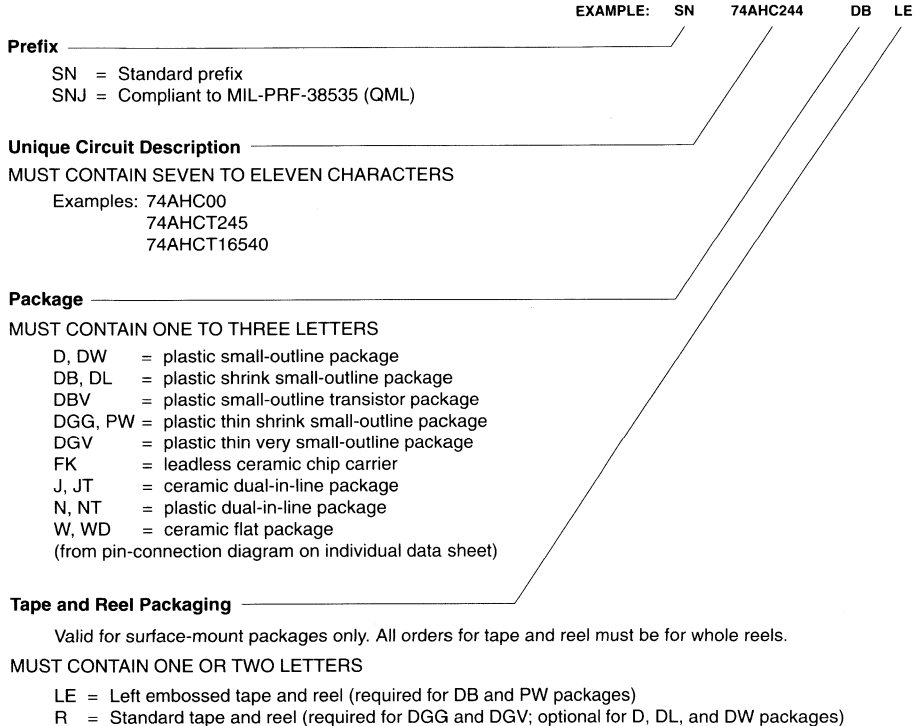 EXAMPLE: SN 74AHC244 DB LE
Prefix
SN = Standard prefix
SNJ = Compliant to MIL-PRF-38535 (QML)
Unique Circuit Description
MUST CONTAIN SEVEN TO ELEVEN CHARACTERS
Examples: 74AHC00
74AHCT245
74AHCT16540
Package
MUST CONTAIN ONE TO THREE LETTERS
D, DW = plastic small-outline package
DB, DL = plastic shrink small-outline package
DBV = plastic small-outline transistor package
DGG, PW = plastic thin shrink small-outline package
DGV = plastic thin very small-outline package
FK = leadless ceramic chip carrier
J, JT = ceramic dual-in-line package
N, NT = plastic dual-in-line package
W, WD = ceramic flat package
(from pin-connection diagram on individual data sheet)
Tape and Reel Packaging
Valid for surface-mount packages only. All orders for tape and reel must be for whole reels.
MUST CONTAIN ONE OR TWO LETTERS
LE = Left embossed tape and reel (required for DB and PW packages)
R = Standard tape and reel (required for DGG and DGV; optional for D, DL, and DW packages)